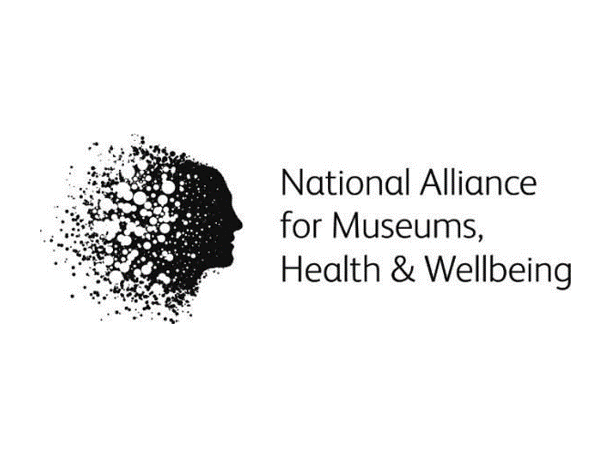 National Alliance
for Museums,
Health & Wellbeing